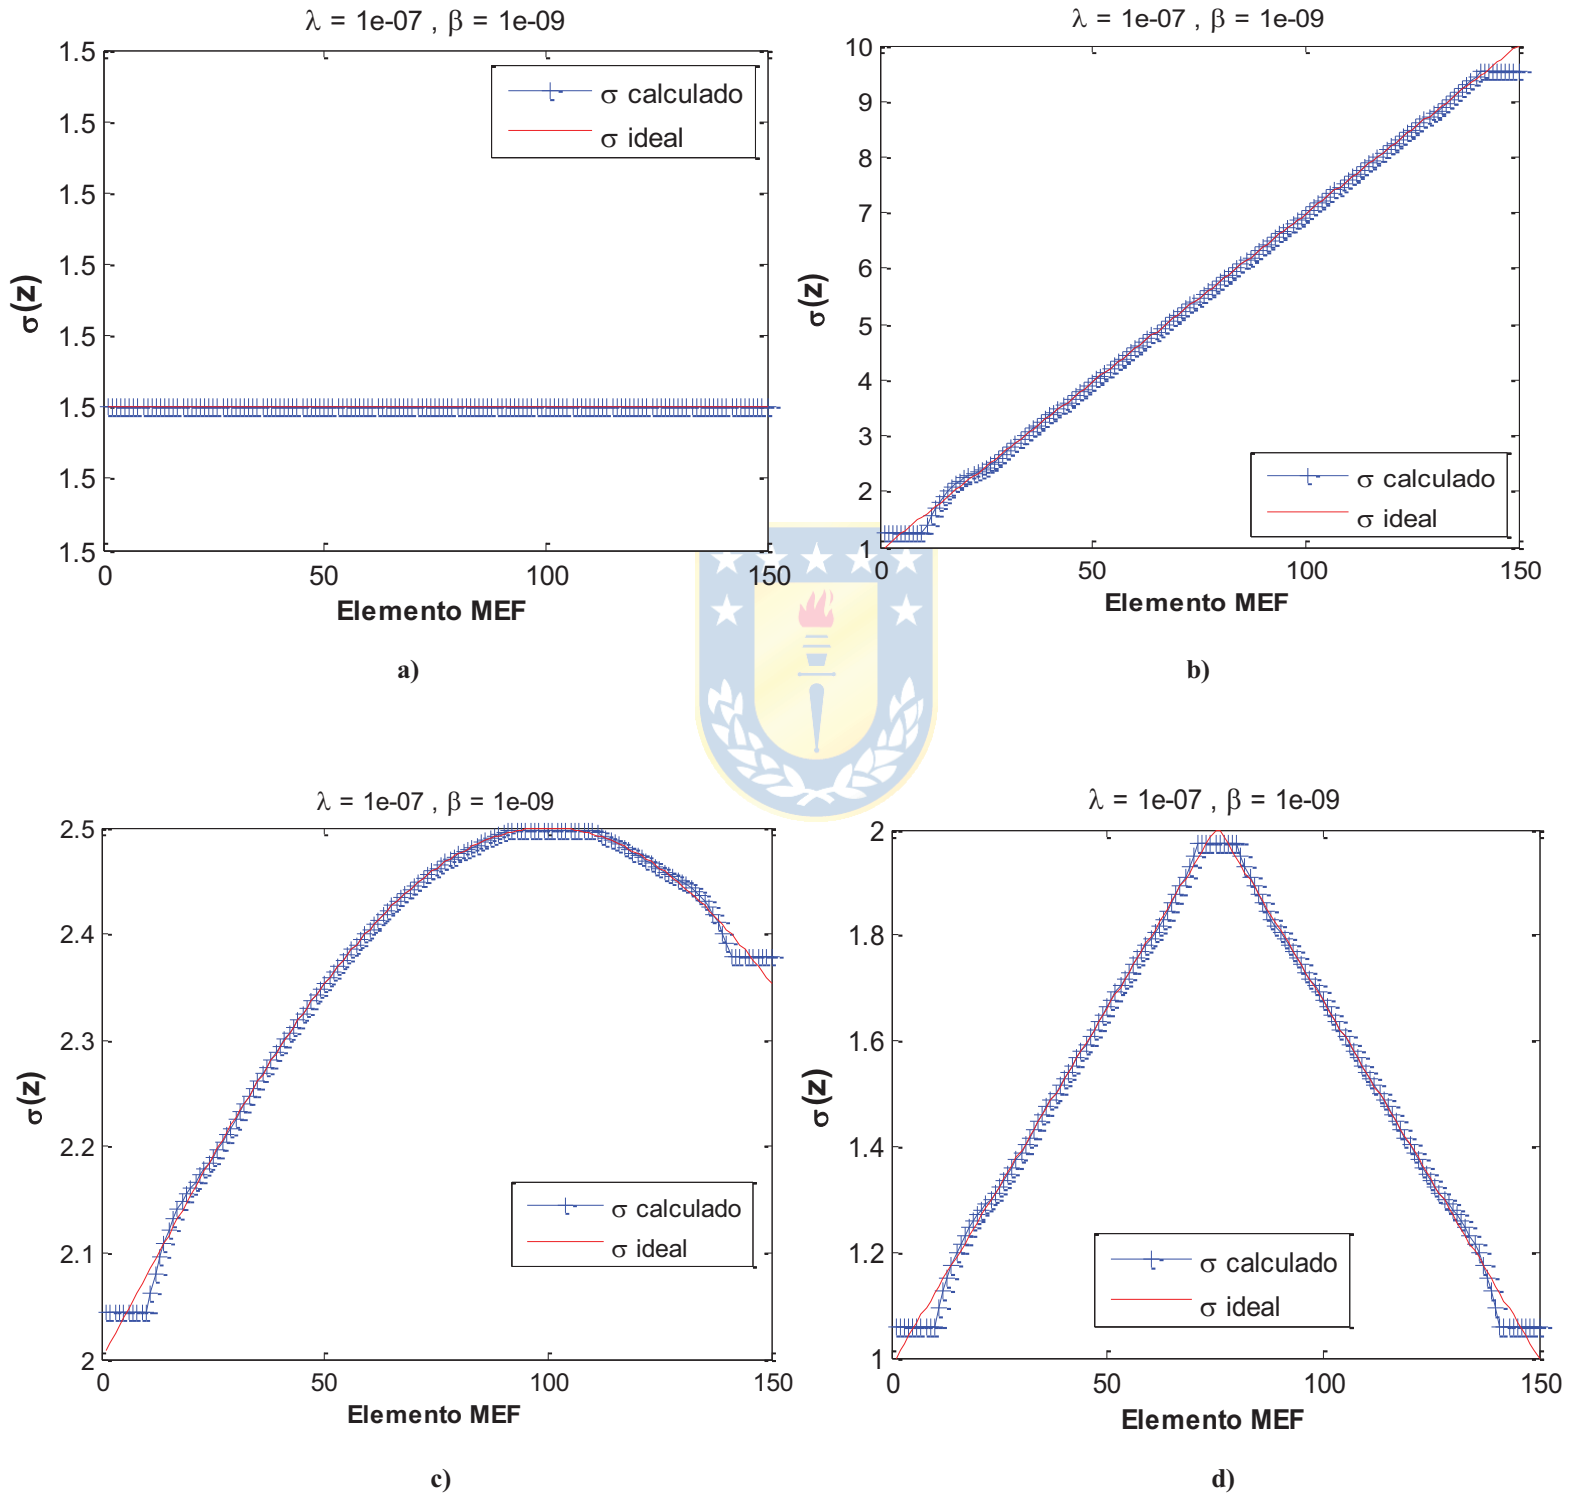 λ = 1e-07 , β = 1e-09
1.5
1.5
1.5
1.5
1.5
1.5
1.5
1.5
σ(z)
σ calculado
σ ideal
0
50
100
150
Elemento MEF
a)
λ = 1e-07 , β = 1e-09
10
9
8
7
6
5
4
3
2
1
σ(z)
σ calculado
σ ideal
0
50
100
150
Elemento MEF
b)
λ = 1e-07 , β = 1e-09
2.5
2.4
2.3
2.2
2.1
2
σ(z)
σ calculado
σ ideal
0
50
100
150
Elemento MEF
c)
λ = 1e-07 , β = 1e-09
2
1.8
1.6
1.4
1.2
1
σ(z)
σ calculado
σ ideal
0
50
100
150
Elemento MEF
d)